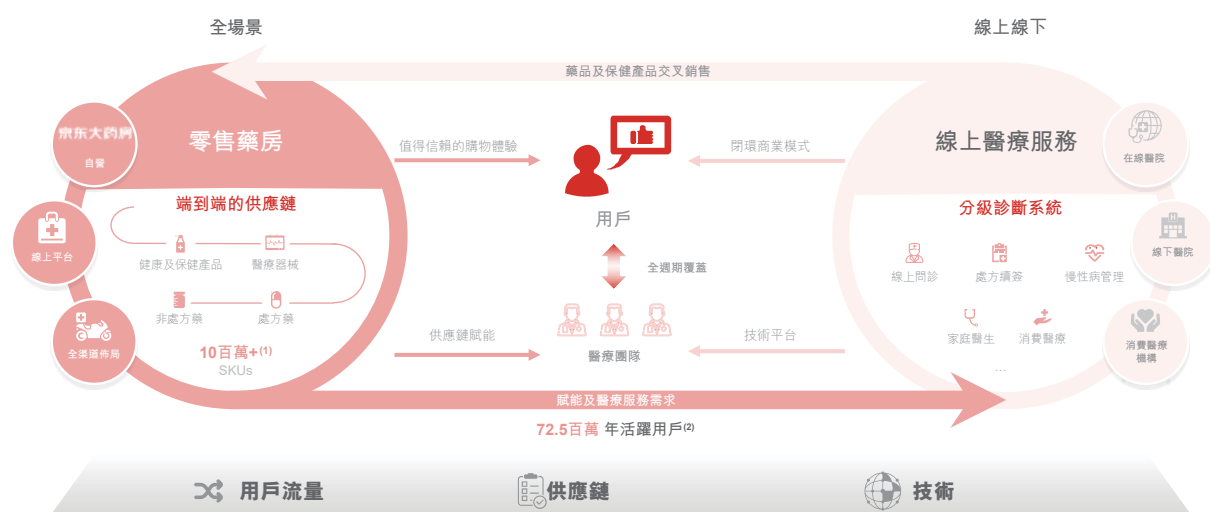 全場景
線上線下
藥品及保健產品交叉銷售
京东大药房
自營
零售藥房
值得信賴的購物體驗
閉環商業模式
線上醫療服務
在線醫院
端到端的供應鏈
用戶
分級診斷系統
線上平台
健康及保健產品
醫療器械
全週期覆蓋
線上問診
處方續簽
慢性病管理
線下醫院
非處方藥
處方藥
供應鏈賦能
技術平台
家庭醫生
消費醫療
全渠道佈局
10百萬+(1)
SKUs
醫療團隊
...
消費醫療
機構
賦能及醫療服務需求
72.5百萬 年活躍用戶(2)
用戶流量
供應鏈
技術